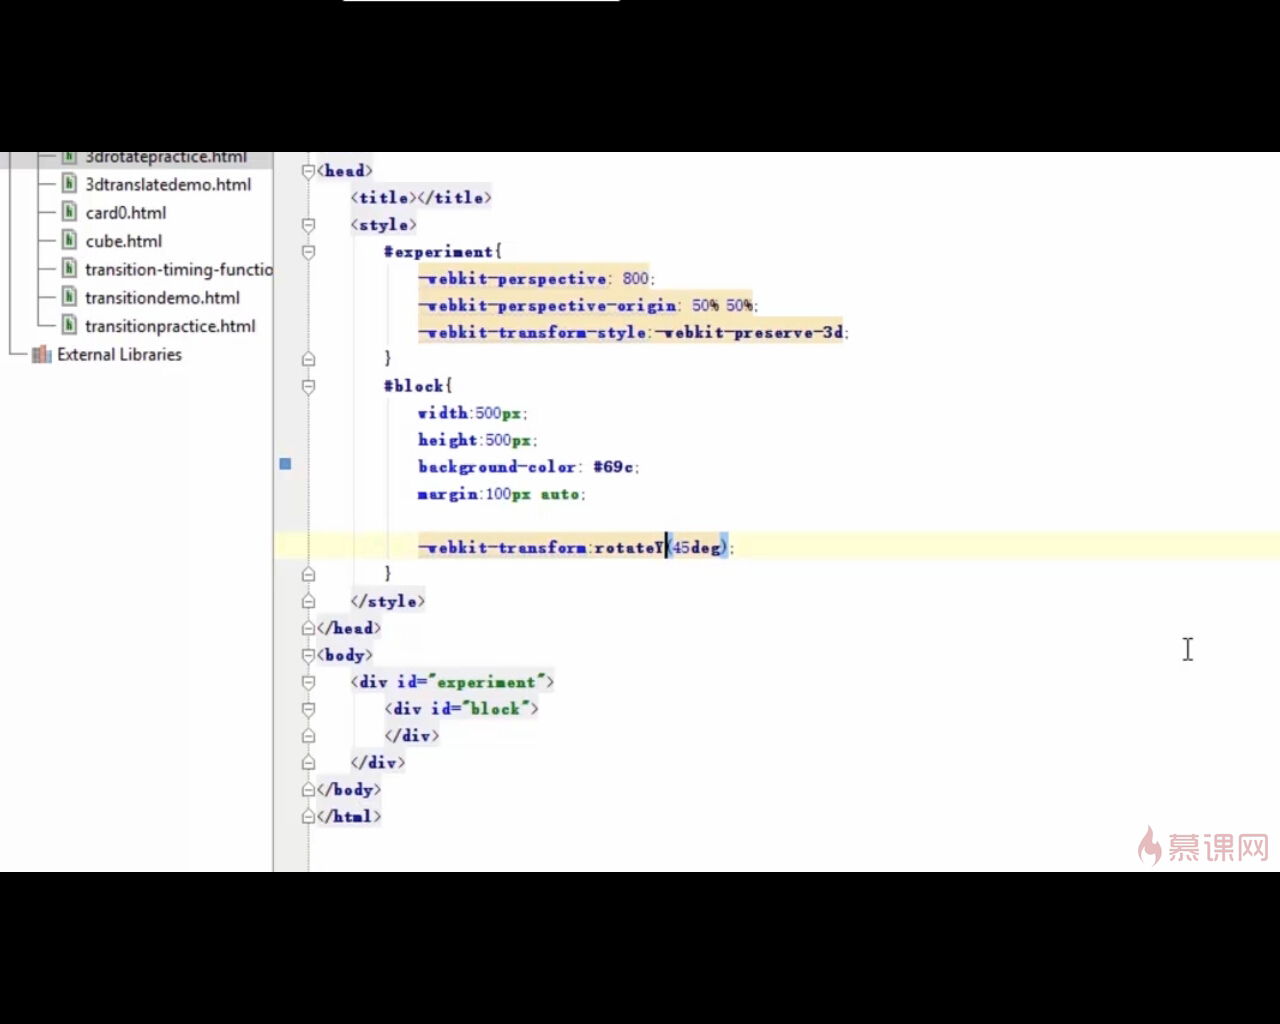 3drotatepractice.html
3dtranslatedemo.html
card0.html
cube.html
transition-timing-functio
transitiondemo.html
transitionpractice.html
External Libraries
<head>
<title></title>
<style>
#experiment{
-webkit-perspective: 800;
-webkit-perspective-origin: 50% 50%;
-webkit-transform-style:-webkit-preserve-3d;
}
#block{
width:500px;
height:500px;
background-color: #69c;
margin:100px auto;
-webkit-transform:rotateY(45deg);
}
</style>
</head>
<body>
<div id="experiment">
<div id="block">
</div>
</div>
</body>
</html>
慕课网